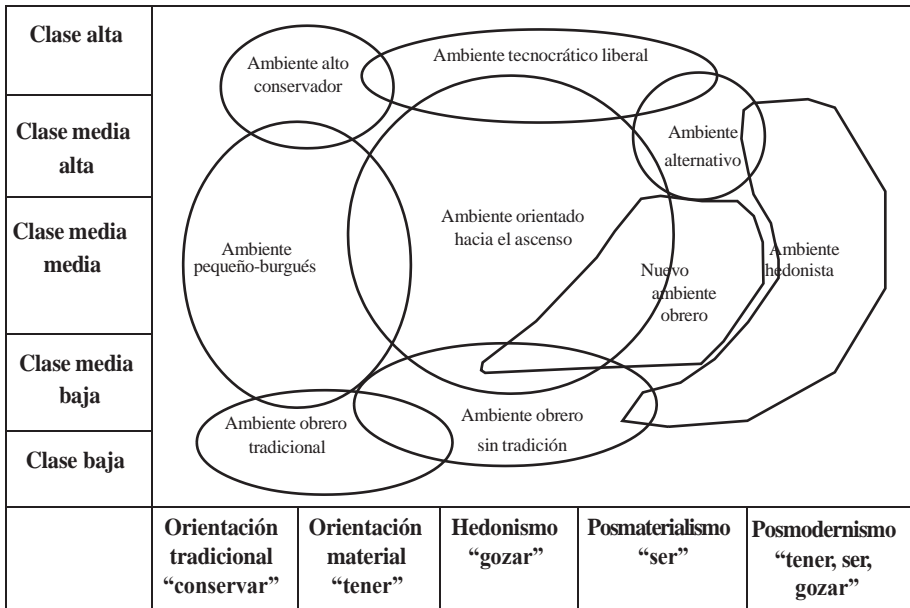 Clase alta
Clase media
alta
Clase media
media
Clase media
baja
Clase baja
Ambiente alto
conservador
Ambiente tecnocrático liberal
Ambiente
alternativo
Ambiente
pequeño-burgués
Ambiente orientado
hacia el ascenso
Nuevo
ambiente
obrero
Ambiente
hedonista
Ambiente obrero
tradicional
Ambiente obrero
sin tradición
Orientación
tradicional
“conservar”
Orientación
material
“tener”
Hedonismo
“gozar”
Posmaterialismo
“ser”
Posmodernismo
“tener, ser,
gozar”